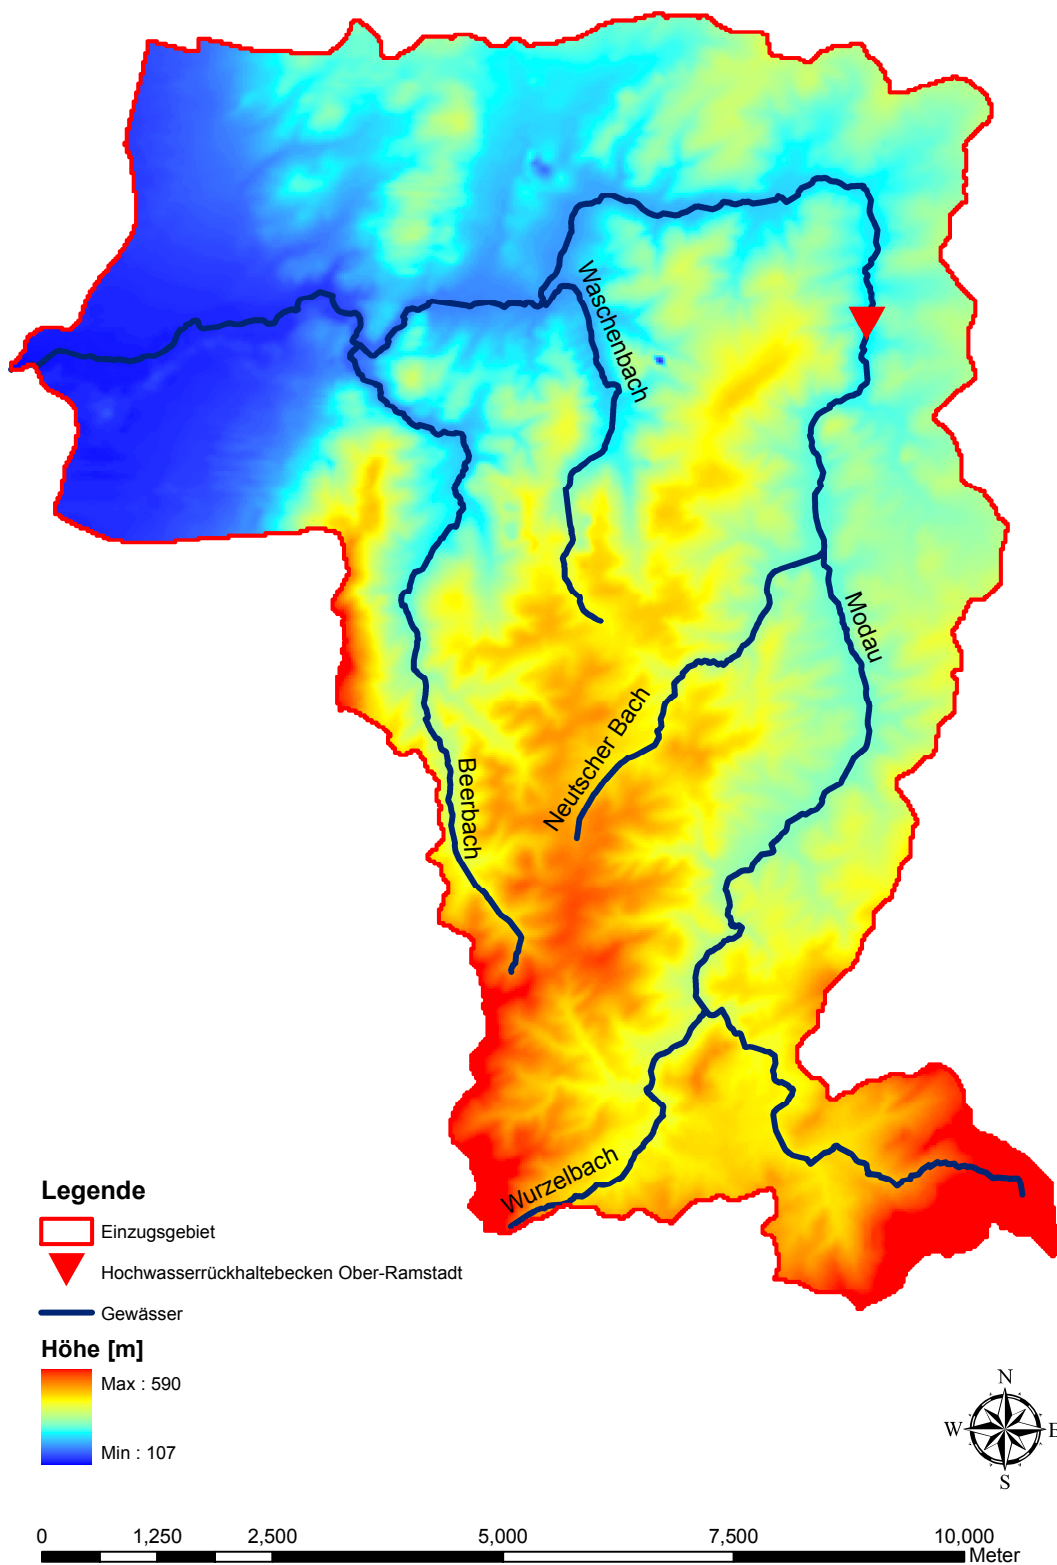 Waschenbach
Modau
Neutscher Bach
Beerbach
Wurzelbach
Legende
Einzugsgebiet
Hochwasserrückhaltebecken Ober-Ramstadt
Gewässer
Höhe [m]
Max : 590
Min : 107
N
W E
S
0 1,250 2,500 5,000 7,500 10,000
Meter